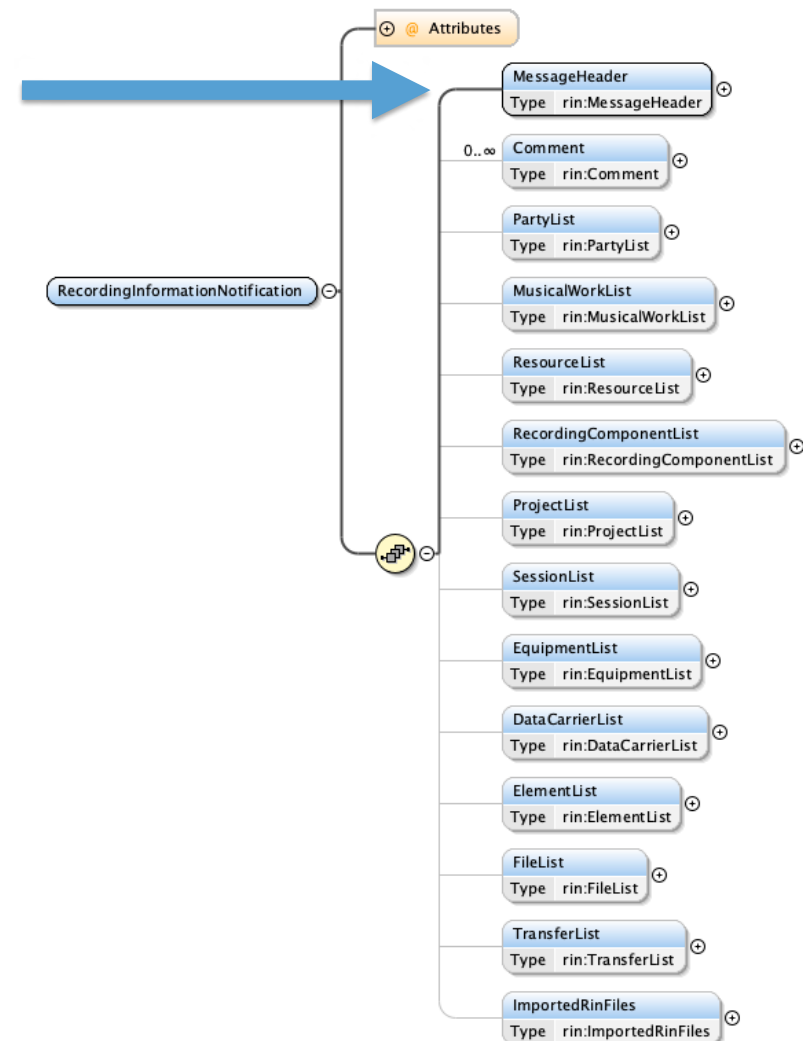 @ Attributes
MessageHeader
Type rin:MessageHeader
0..∞ Comment
Type rin:Comment
PartyList
Type rin:PartyList
RecordingInformationNotification
MusicalWorkList
Type rin:MusicalWorkList
ResourceList
Type rin:ResourceList
RecordingComponentList
Type rin:RecordingComponentList
ProjectList
Type rin:ProjectList
SessionList
Type rin:SessionList
EquipmentList
Type rin:EquipmentList
DataCarrierList
Type rin:DataCarrierList
ElementList
Type rin:ElementList
FileList
Type rin:FileList
TransferList
Type rin:TransferList
ImportedRinFiles
Type rin:ImportedRinFiles